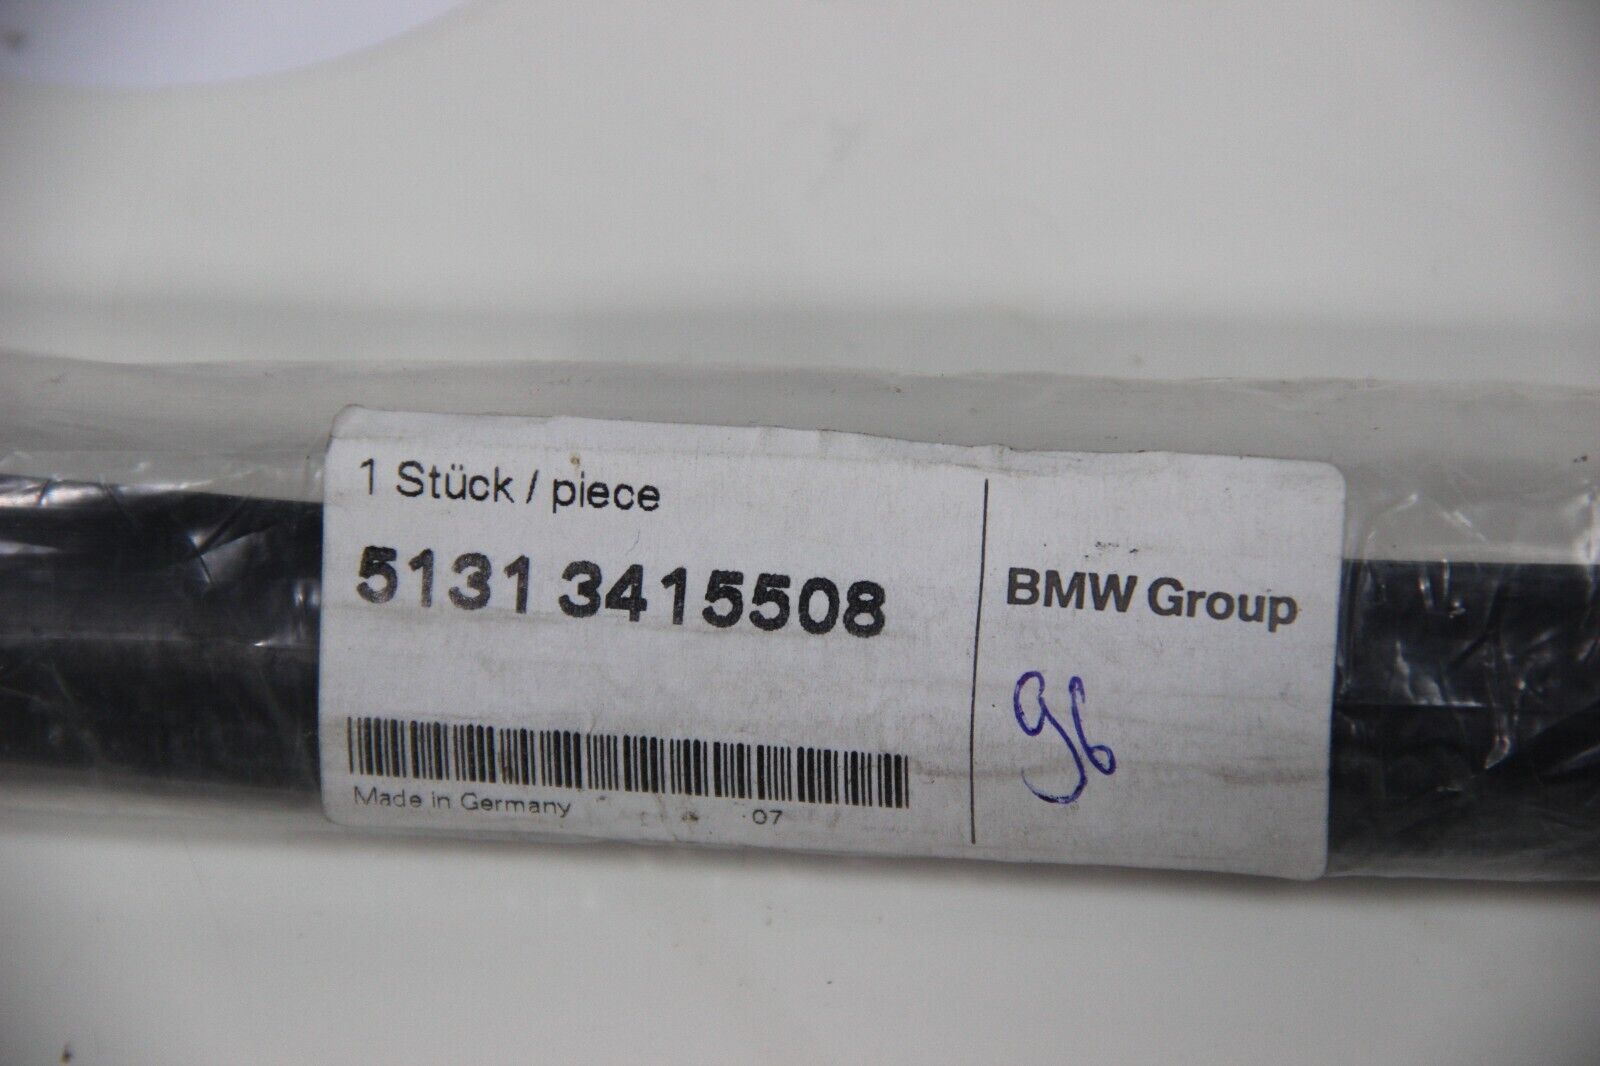 1 Stück / piece
5131 3415508
BMW Group
96
Made in Germany 07